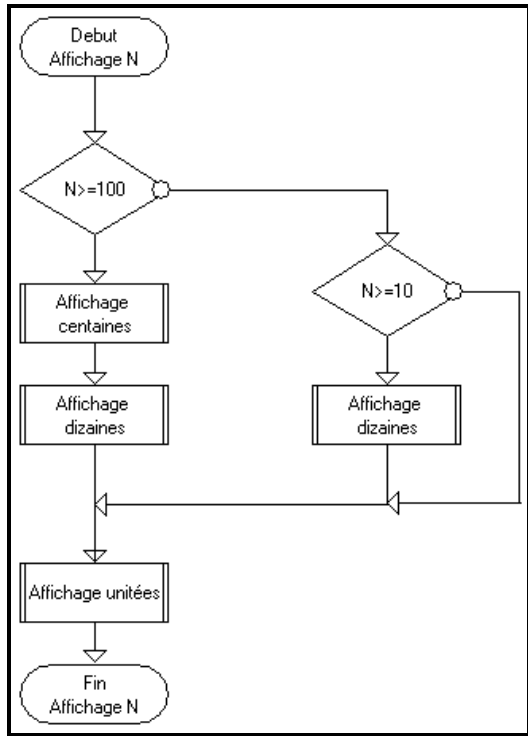 Debut
Affichage N
N>=100
N>=10
Affichage
centaines
Affichage
dizaines
Affichage
dizaines
Affichage unitées
Fin
Affichage N